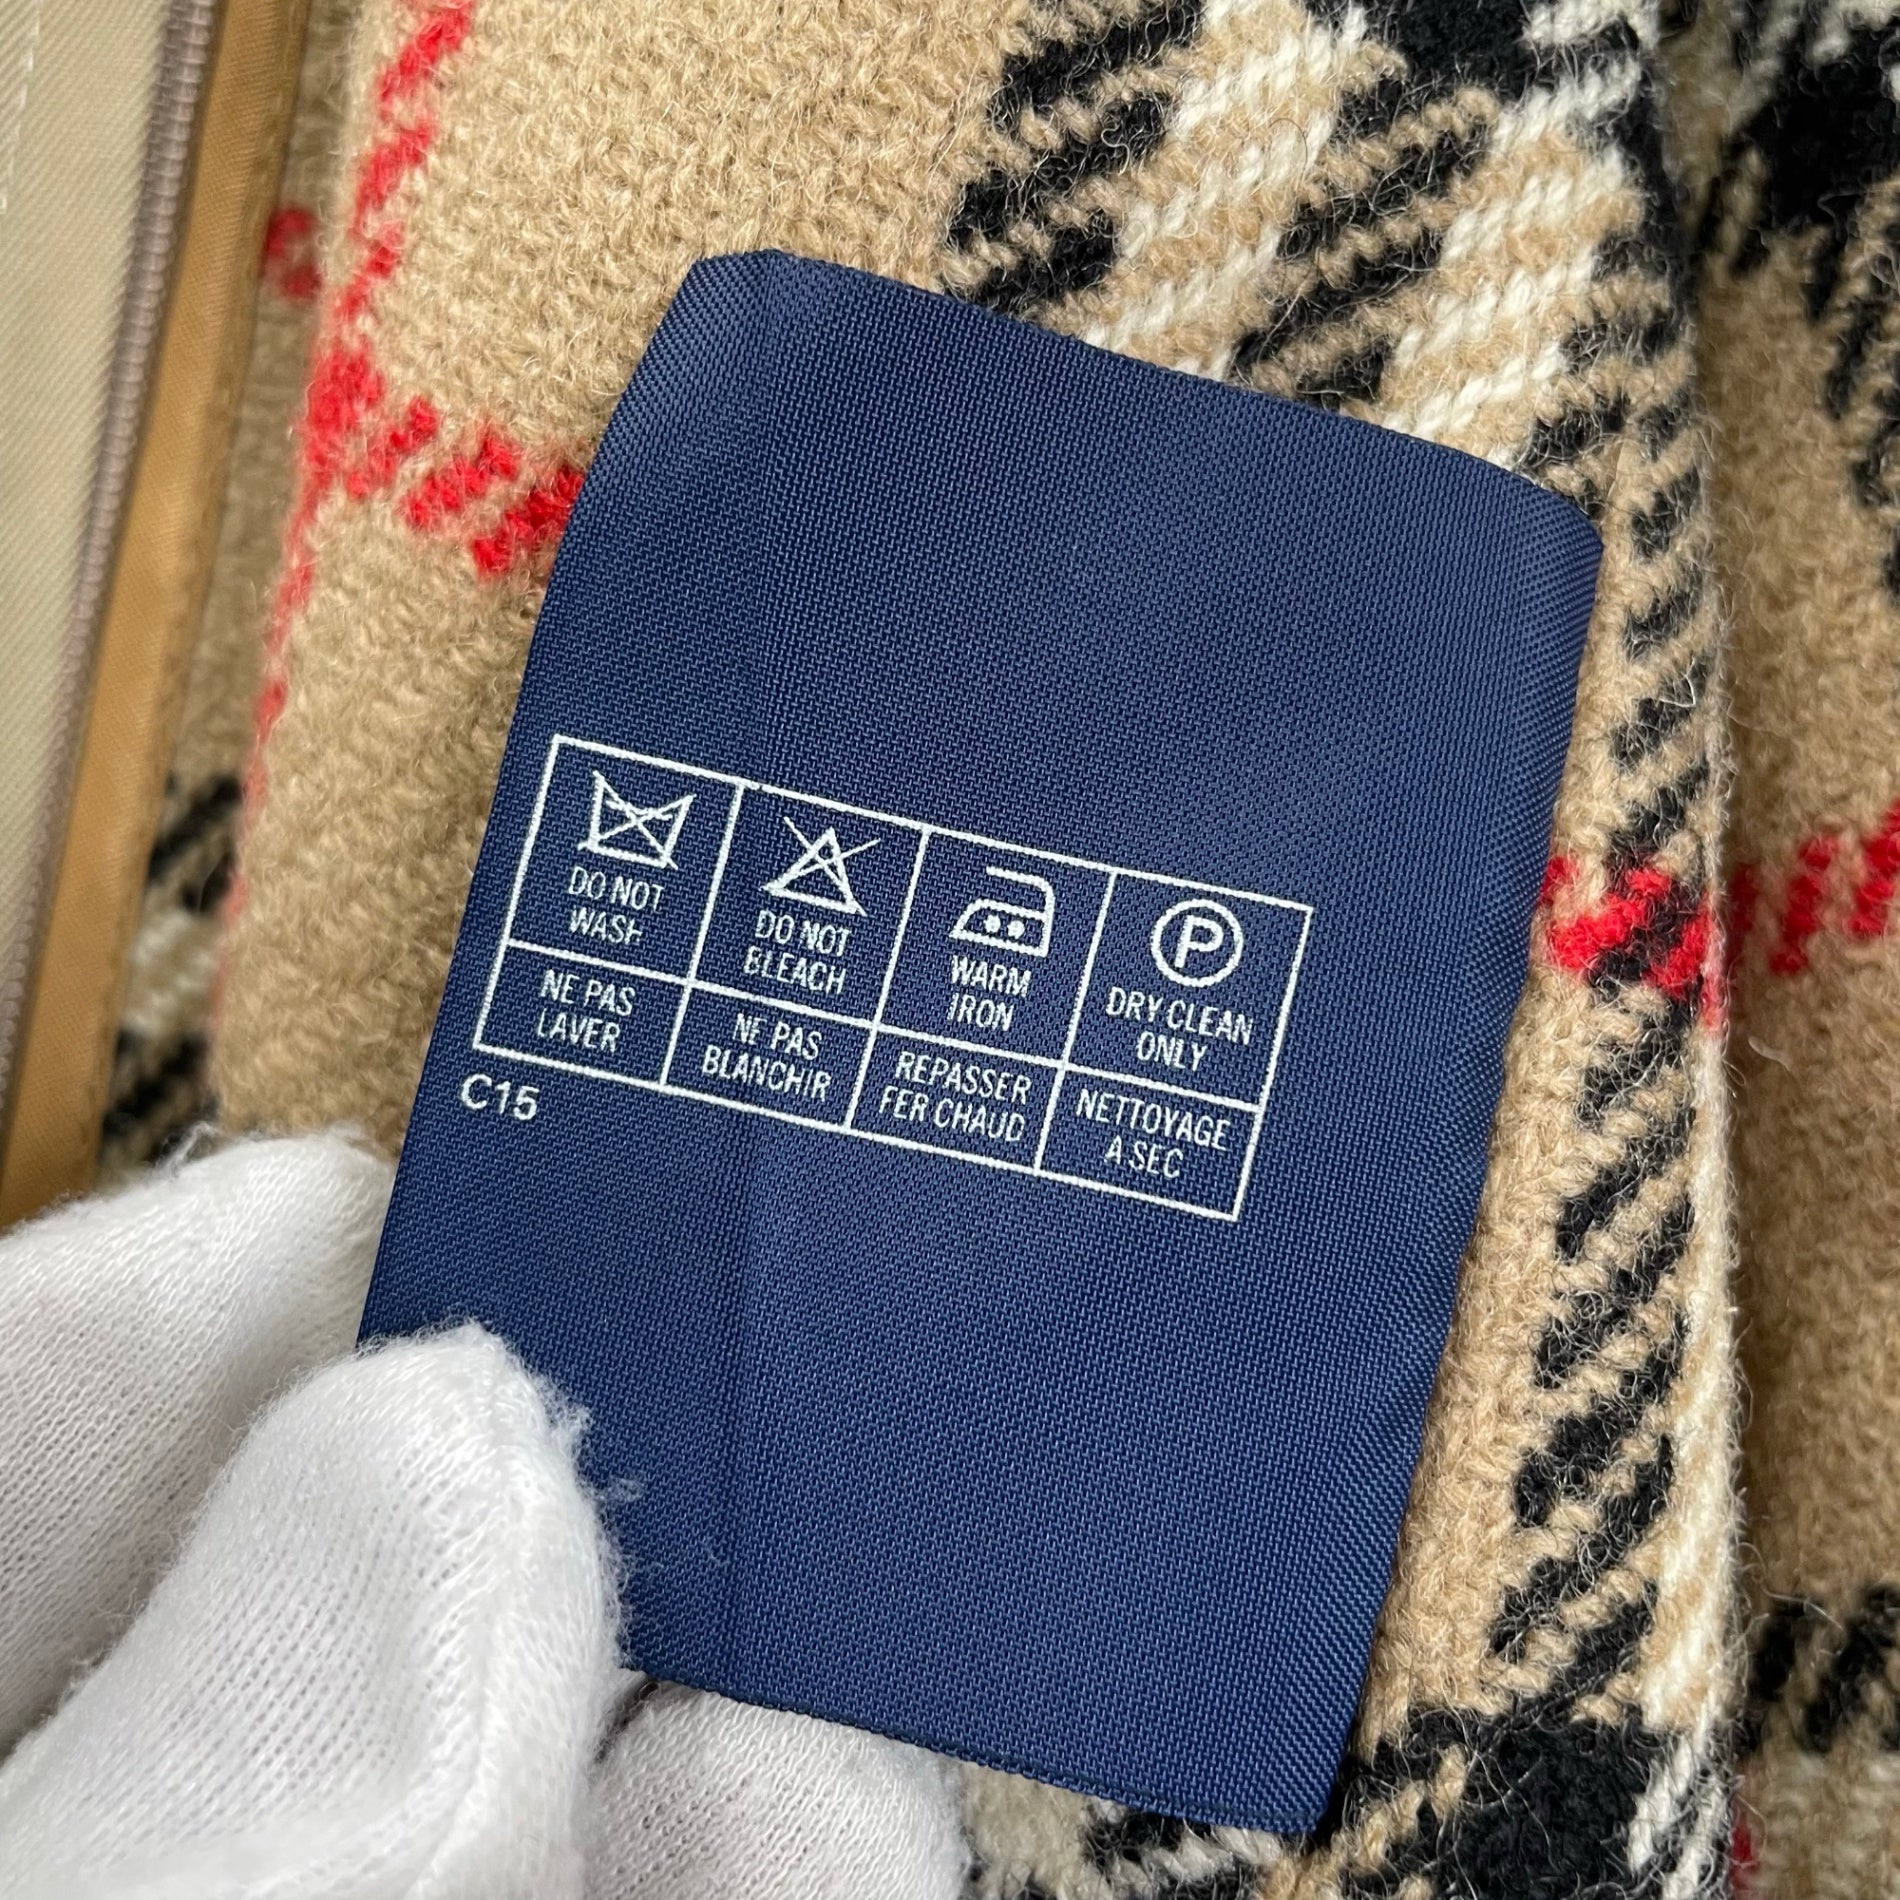 DO NOT
WASH
DO NOT
BLEACH
WARM
IRON
P
DRY CLEAN
ONLY
NE PAS
LAVER
NE PAS
BLANCHIR
REPASSER
FER CHAUD
NETTOYAGE
A SEC
C15